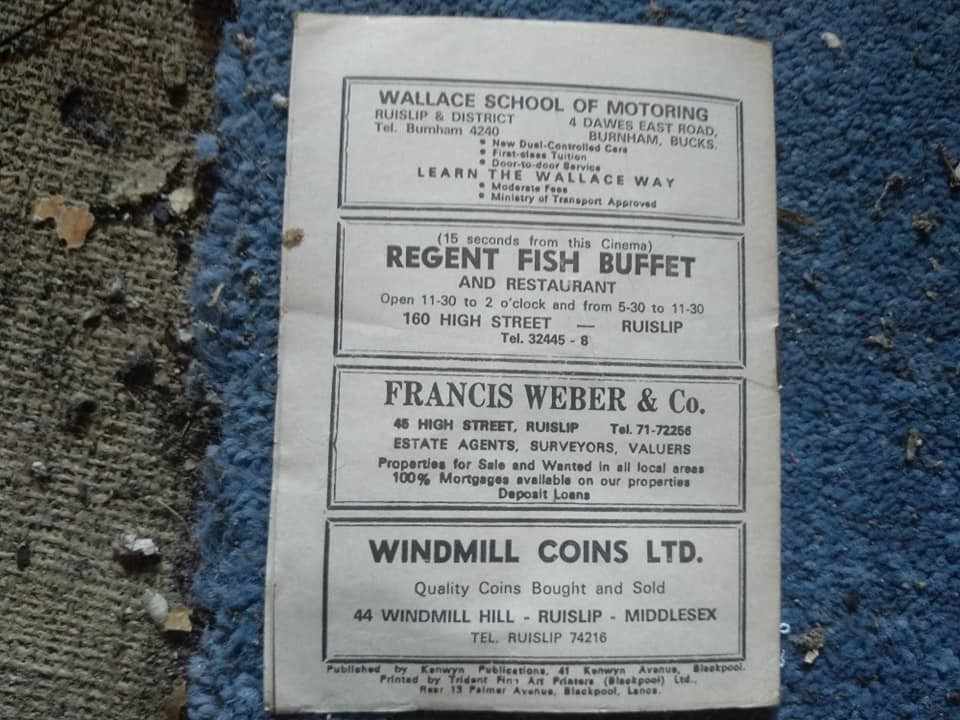 WALLACE SCHOOL OF MOTORING
RUISLIP & DISTRICT 4 DAWES EAST ROAD,
Tel. Burnham 4240 BURNHAM, BUCKS.
• New Dual-Controlled Cars
• First-class Tuition
• Door-to-door Service
LEARN THE WALLACE WAY
• Moderate Fees
• Ministry of Transport Approved
(15 seconds from this Cinema)
REGENT FISH BUFFET
AND RESTAURANT
Open 11-30 to 2 o'clock and from 5-30 to 11-30
160 HIGH STREET — RUISLIP
Tel. 32445 - 8
FRANCIS WEBER & Co.
45 HIGH STREET, RUISLIP Tel. 71-72256
ESTATE AGENTS, SURVEYORS, VALUERS
Properties for Sale and Wanted in all local areas
100% Mortgages available on our properties
Deposit Loans
WINDMILL COINS LTD.
Quality Coins Bought and Sold
44 WINDMILL HILL - RUISLIP - MIDDLESEX
TEL. RUISLIP 74216
Published by Kenwyn Publications, 41 Kenwyn Avenue, Blackpool.
Printed by Trident Fine Art Printers (Blackpool) Ltd.,
Rear 13 Palmer Avenue, Blackpool, Lancs.